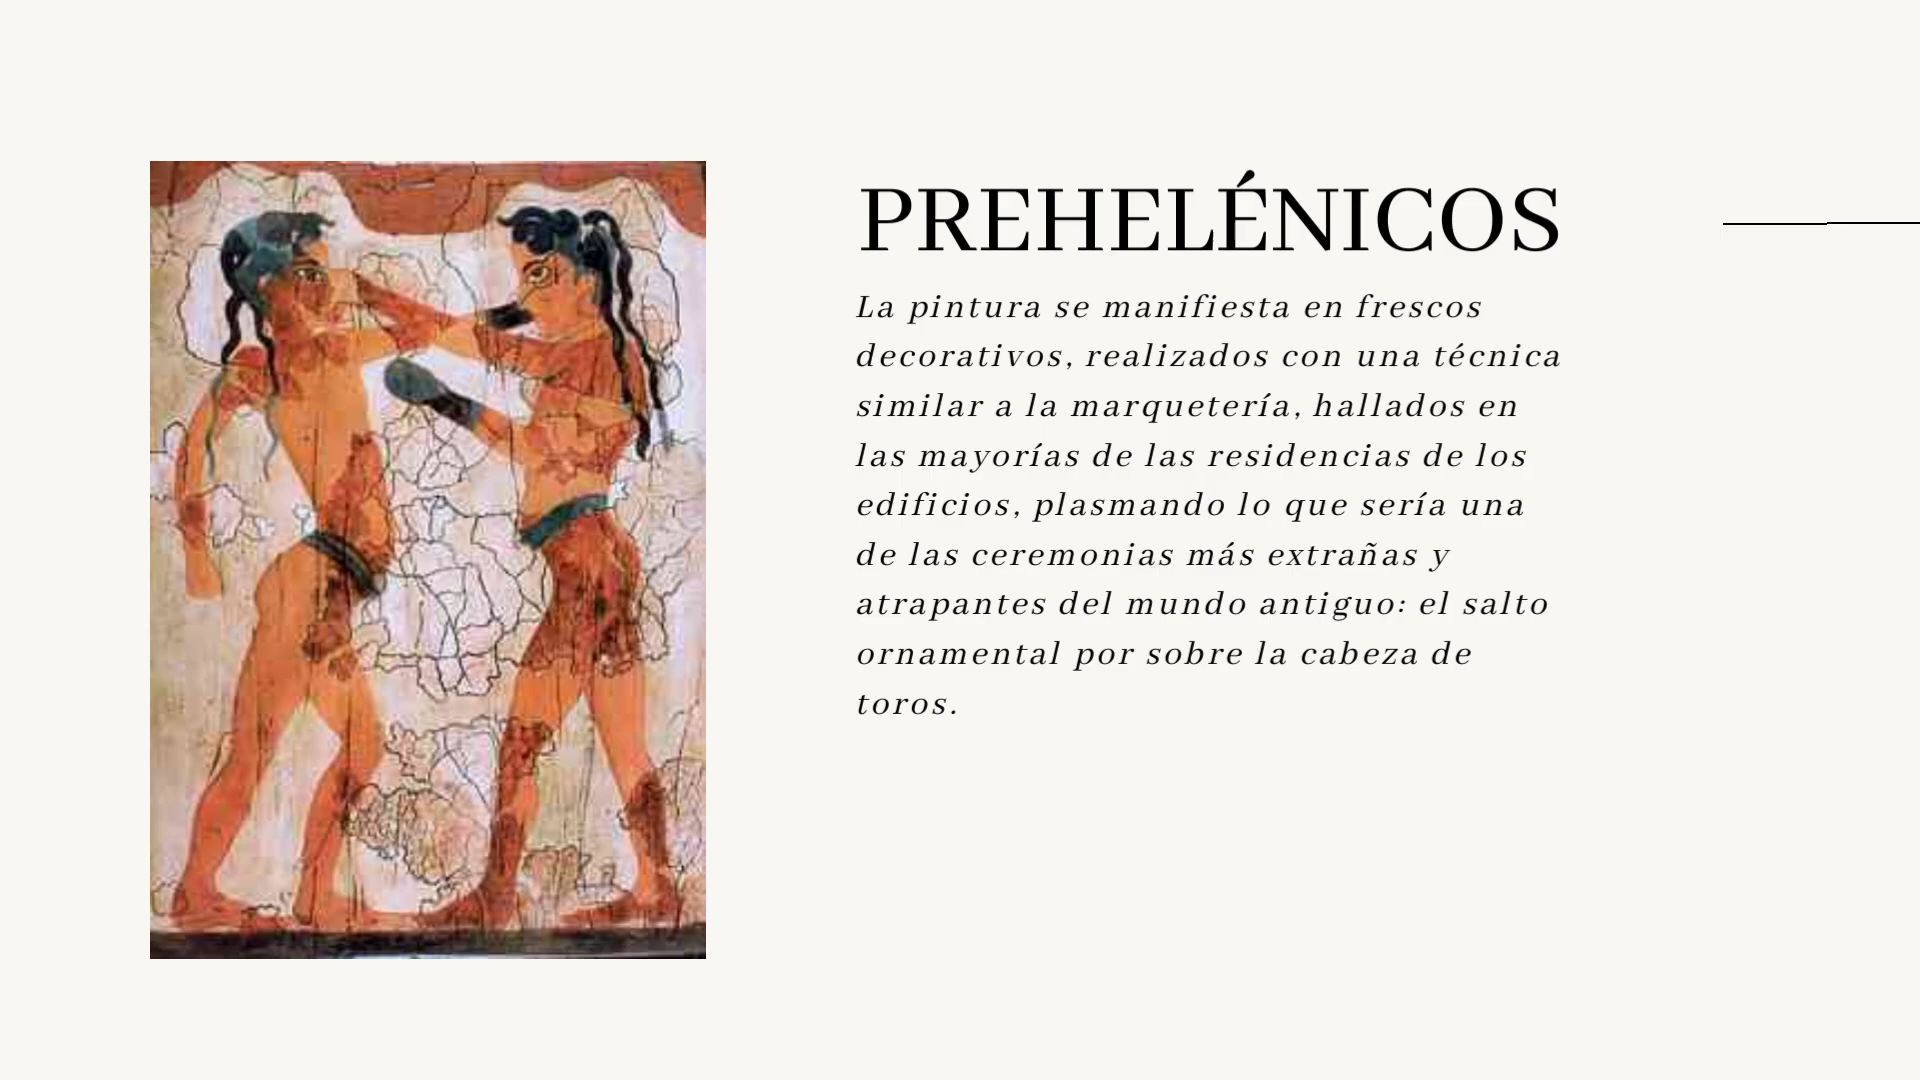 PREHELÉNICOS
La pintura se manifiesta en frescos
decorativos, realizados con una técnica
similar a la marquetería, hallados en
las mayorías de las residencias de los
edificios, plasmando lo que sería una
de las ceremonias más extrañas y
atrapantes del mundo antiguo: el salto
ornamental por sobre la cabeza de
toros.